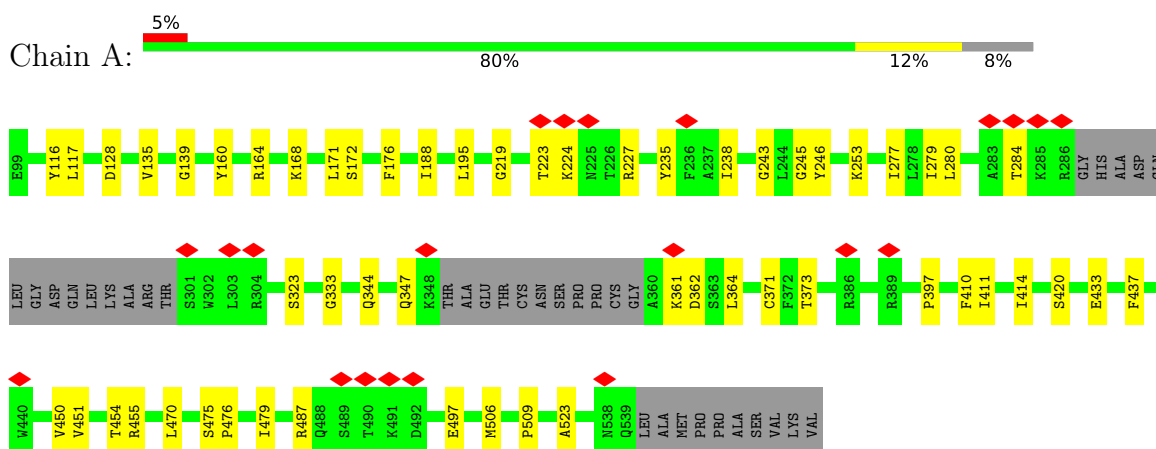 5%
Chain A:
80% 12% 8%
E99 Y116 L117 D128 V135 G139 Y160 R164 K168 L171 S172 F176 I188 L195 G219 T223 K224 N225 T226 R227 Y235 F236 A237 I238 G243 L244 G245 Y246 K253 I277 L278 I279 L280 A283 T284 K285 R286 GLY HIS ALA ASP GLN
LEU GLY ASP GLN LEU LYS ALA ARG THR S301 W302 L303 R304 S323 G333 Q344 Q347 K348 THR ALA GLU THR CYS ASN SER PRO PRO CYS GLY A360 K361 D362 S363 L364 C371 F372 T373 R386 R389 P397 F410 I411 I414 S420 E433 F437
W440 V450 V451 T454 R455 L470 S475 P476 I479 R487 Q488 S489 T490 K491 D492 E497 M506 P509 A523 N538 Q539 LEU ALA MET PRO PRO ALA SER VAL LYS VAL